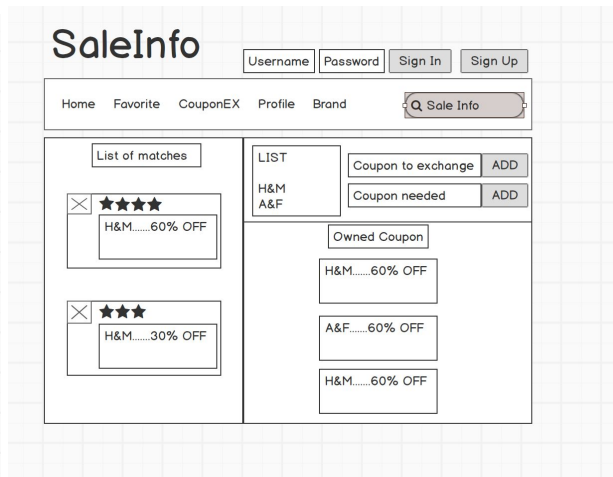 SaleInfo
Username Password Sign In Sign Up
Home Favorite CouponEX Profile Brand Sale Info
List of matches
H&M.......60% OFF
H&M.......30% OFF
LIST
H&M
A&F
Coupon to exchange ADD
Coupon needed ADD
Owned Coupon
H&M.......60% OFF
A&F.......60% OFF
H&M.......60% OFF